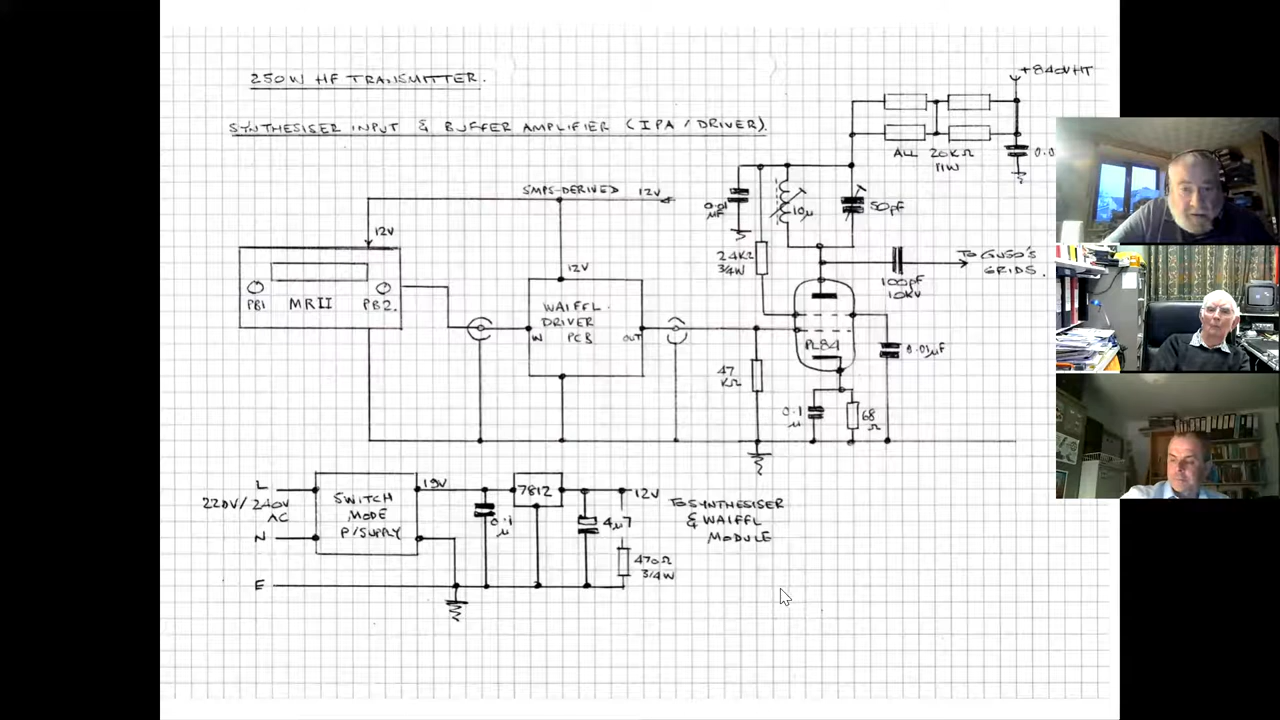 250W HF TRANSMITTER.
SYNTHESISER INPUT & BUFFER AMPLIFIER (IPA / DRIVER).
+840V HT
ALL 20KΩ
11W
0.0
SMPS-DERIVED 12V
12V
0.01
μF
10μ
50pF
24KΩ
3/4W
TO GU50'S
GRIDS.
100pF
10KV
12V
PB1 MRII PB2.
WAIFFL
DRIVER
PCB
IN OUT
PL84
0.01μF
47
KΩ
0.1
μ
68
Ω
L
220V/240V
AC
N
E
SWITCH
MODE
P/SUPPLY
19V
7812
12V
0.1
μ
4μ7
470Ω
3/4W
TO SYNTHESISER
& WAIFFL
MODULE